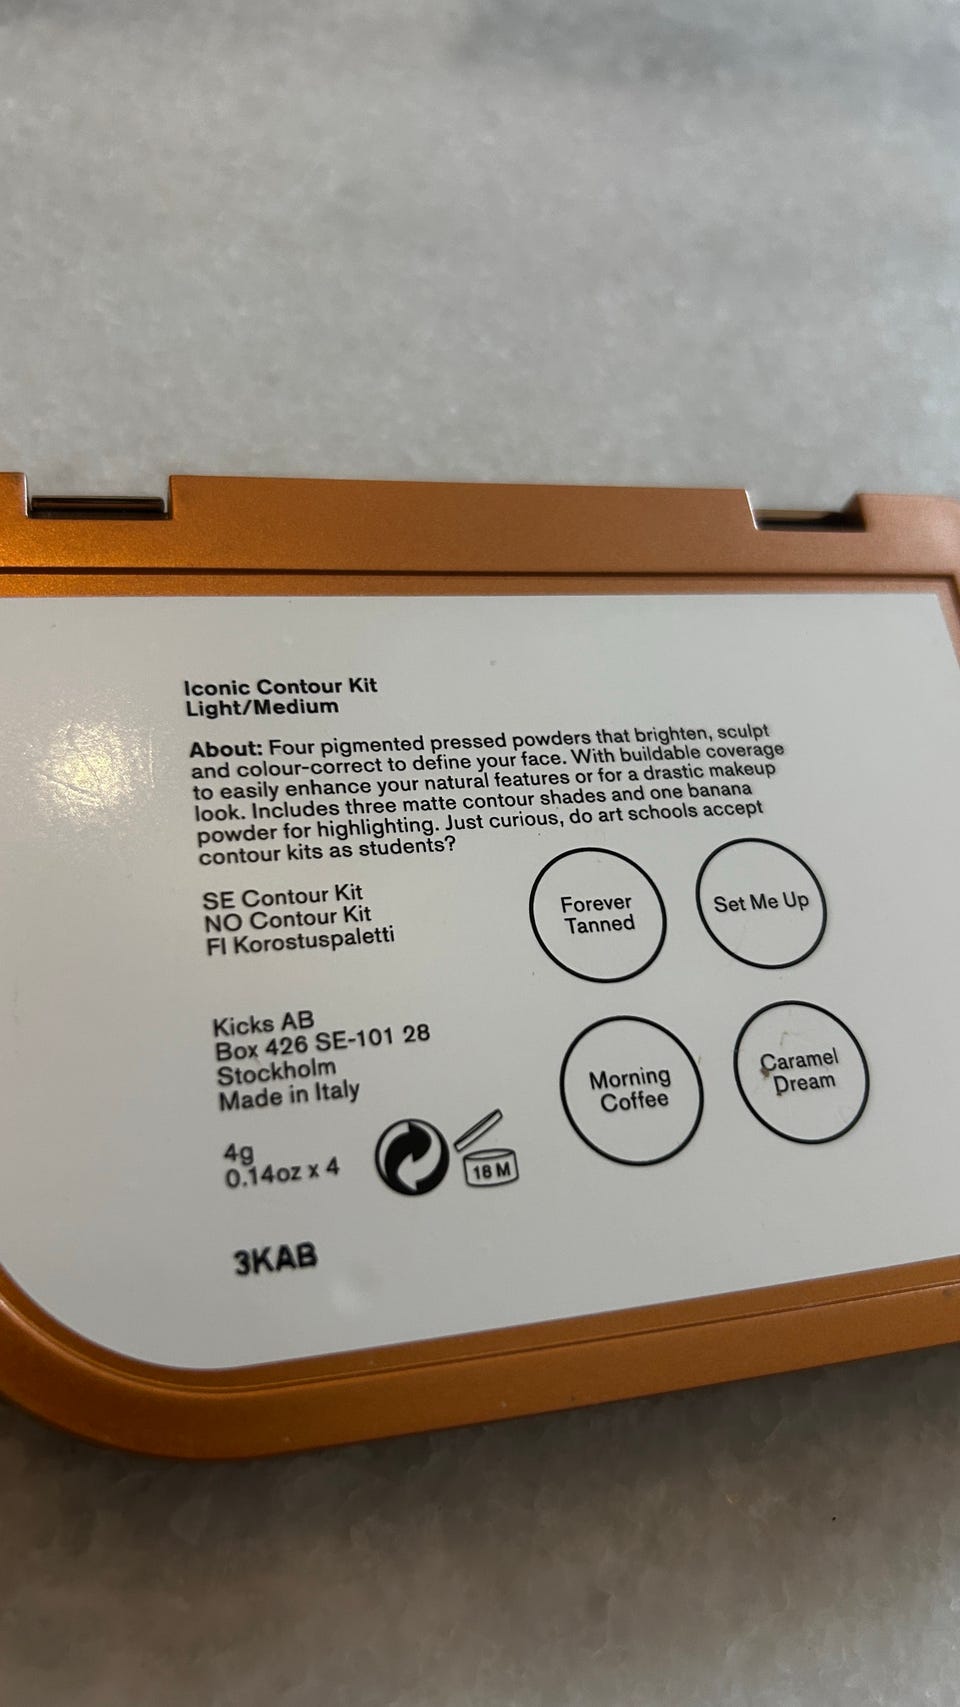 Iconic Contour Kit
Light/Medium
About: Four pigmented pressed powders that brighten, sculpt
and colour-correct to define your face. With buildable coverage
to easily enhance your natural features or for a drastic makeup
look. Includes three matte contour shades and one banana
powder for highlighting. Just curious, do art schools accept
contour kits as students?
SE Contour Kit
NO Contour Kit
FI Korostuspaletti
Forever
Tanned
Set Me Up
Kicks AB
Box 426 SE-101 28
Stockholm
Made in Italy
Morning
Coffee
Caramel
Dream
4g
0.14oz x 4
18 M
3KAB